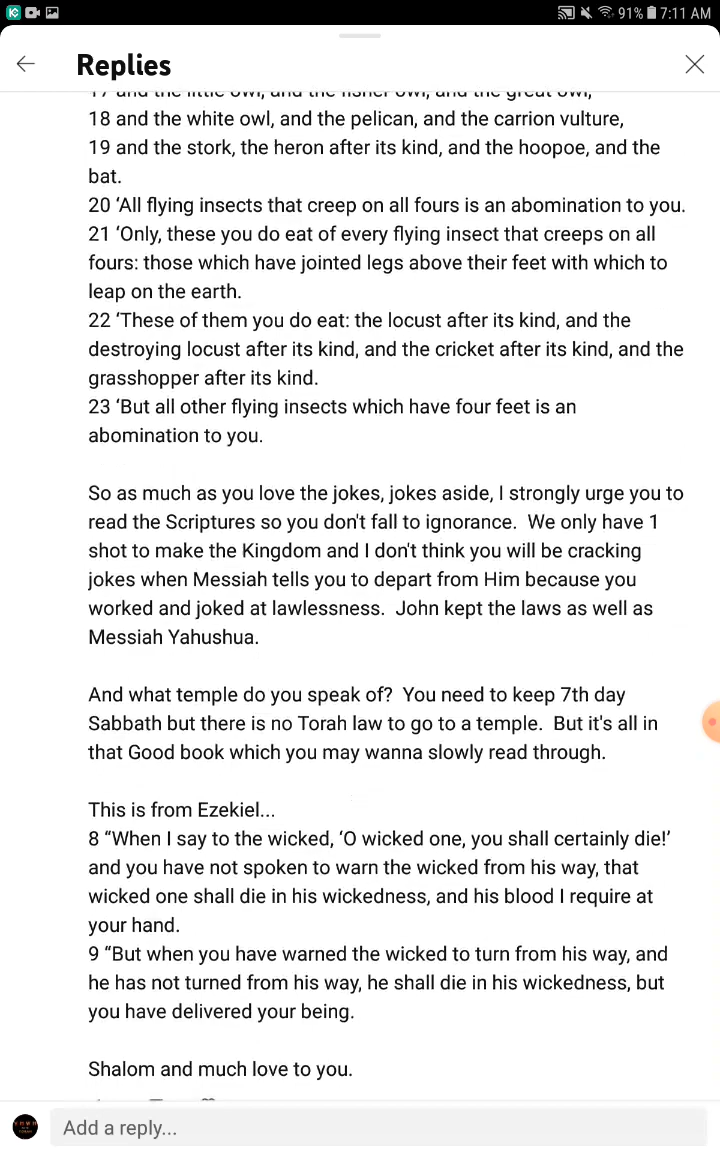 91% 7:11 AM
Replies
17 and the little owl, and the fisher owl, and the great owl,
18 and the white owl, and the pelican, and the carrion vulture,
19 and the stork, the heron after its kind, and the hoopoe, and the
bat.
20 ‘All flying insects that creep on all fours is an abomination to you.
21 ‘Only, these you do eat of every flying insect that creeps on all
fours: those which have jointed legs above their feet with which to
leap on the earth.
22 ‘These of them you do eat: the locust after its kind, and the
destroying locust after its kind, and the cricket after its kind, and the
grasshopper after its kind.
23 ‘But all other flying insects which have four feet is an
abomination to you.
So as much as you love the jokes, jokes aside, I strongly urge you to
read the Scriptures so you don't fall to ignorance.  We only have 1
shot to make the Kingdom and I don't think you will be cracking
jokes when Messiah tells you to depart from Him because you
worked and joked at lawlessness.  John kept the laws as well as
Messiah Yahushua.
And what temple do you speak of?  You need to keep 7th day
Sabbath but there is no Torah law to go to a temple.  But it's all in
that Good book which you may wanna slowly read through.
This is from Ezekiel...
8 “When I say to the wicked, ‘O wicked one, you shall certainly die!’
and you have not spoken to warn the wicked from his way, that
wicked one shall die in his wickedness, and his blood I require at
your hand.
9 “But when you have warned the wicked to turn from his way, and
he has not turned from his way, he shall die in his wickedness, but
you have delivered your being.
Shalom and much love to you.
Add a reply...